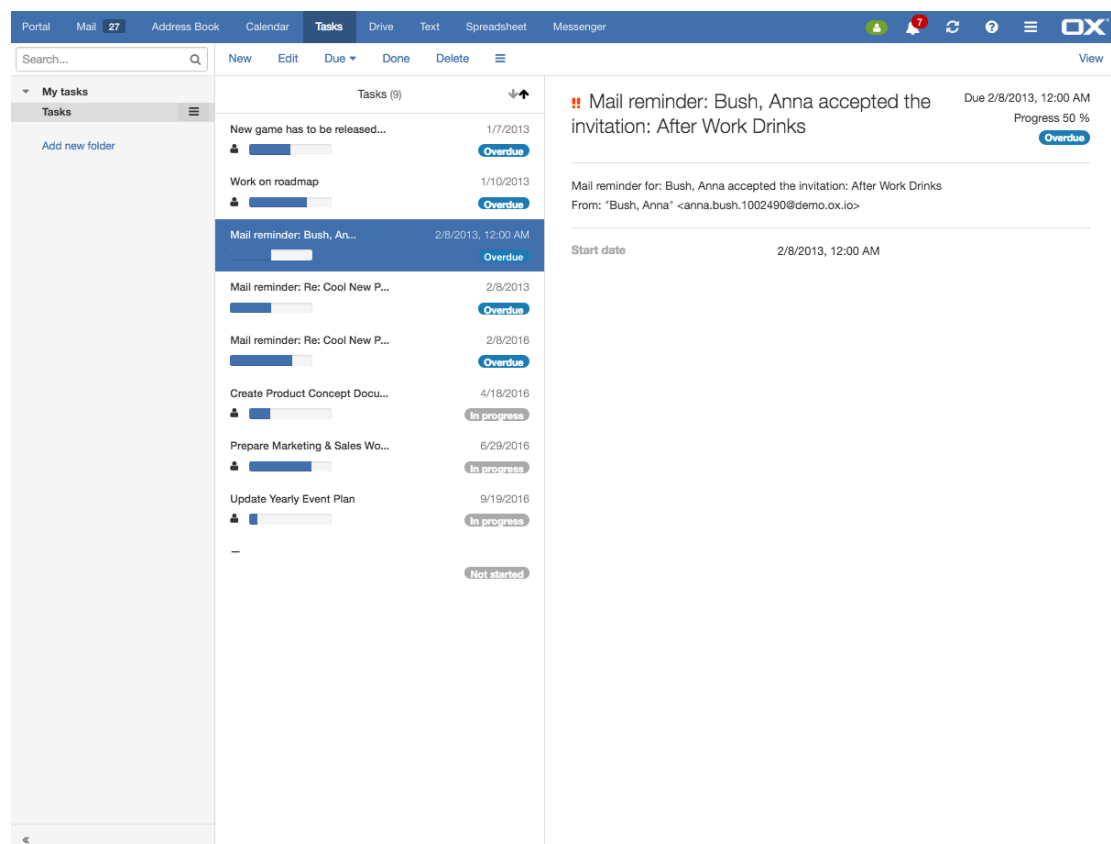 Portal Mail 27 Address Book Calendar Tasks Drive Text Spreadsheet Messenger 7 OX
Search...
New Edit Due Done Delete View
My tasks
Tasks
Add new folder
Tasks (9)
New game has to be released... 1/7/2013
Overdue
Work on roadmap 1/10/2013
Overdue
Mail reminder: Bush, An... 2/8/2013, 12:00 AM
Overdue
Mail reminder: Re: Cool New P... 2/8/2013
Overdue
Mail reminder: Re: Cool New P... 2/8/2016
Overdue
Create Product Concept Docu... 4/18/2016
In progress
Prepare Marketing & Sales Wo... 6/29/2016
In progress
Update Yearly Event Plan 9/19/2016
In progress
–
Not started
!! Mail reminder: Bush, Anna accepted the
invitation: After Work Drinks
Due 2/8/2013, 12:00 AM
Progress 50 %
Overdue
Mail reminder for: Bush, Anna accepted the invitation: After Work Drinks
From: "Bush, Anna" <anna.bush.1002490@demo.ox.io>
Start date 2/8/2013, 12:00 AM
«